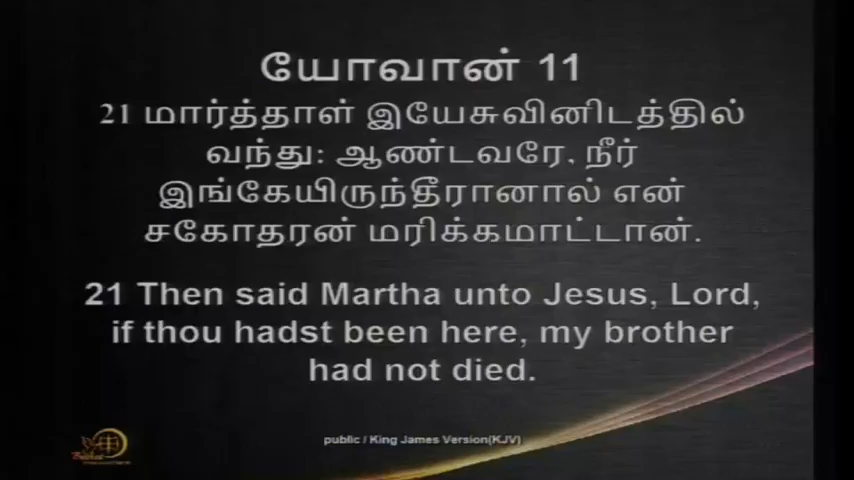 யோவான் 11
21 மார்த்தாள் இயேசுவினிடத்தில்
வந்து: ஆண்டவரே, நீர்
இங்கேயிருந்தீரானால் என்
சகோதரன் மரிக்கமாட்டான்.
21 Then said Martha unto Jesus, Lord,
if thou hadst been here, my brother
had not died.
public / King James Version(KJV)